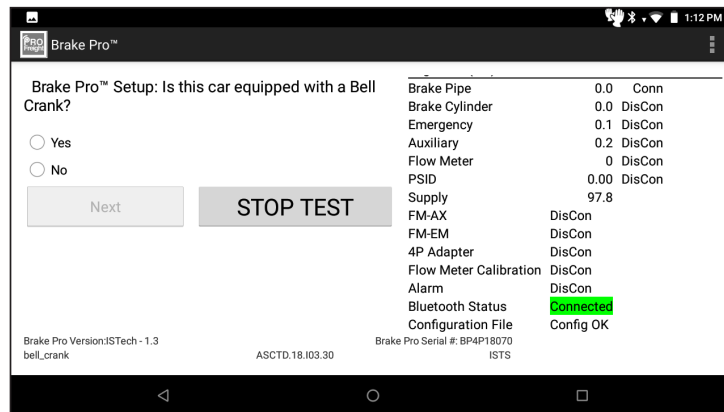 1:12 PM
PRO
Freight
Brake Pro™
Brake Pro™ Setup: Is this car equipped with a Bell
Crank?
Yes
No
Next
STOP TEST
Brake Pipe 0.0 Conn
Brake Cylinder 0.0 DisCon
Emergency 0.1 DisCon
Auxiliary 0.2 DisCon
Flow Meter 0 DisCon
PSID 0.00 DisCon
Supply 97.8
FM-AX DisCon
FM-EM DisCon
4P Adapter DisCon
Flow Meter Calibration DisCon
Alarm DisCon
Bluetooth Status Connected
Configuration File Config OK
Brake Pro Version:ISTech - 1.3
Brake Pro Serial #: BP4P18070
bell_crank ASCTD.18.I03.30 ISTS